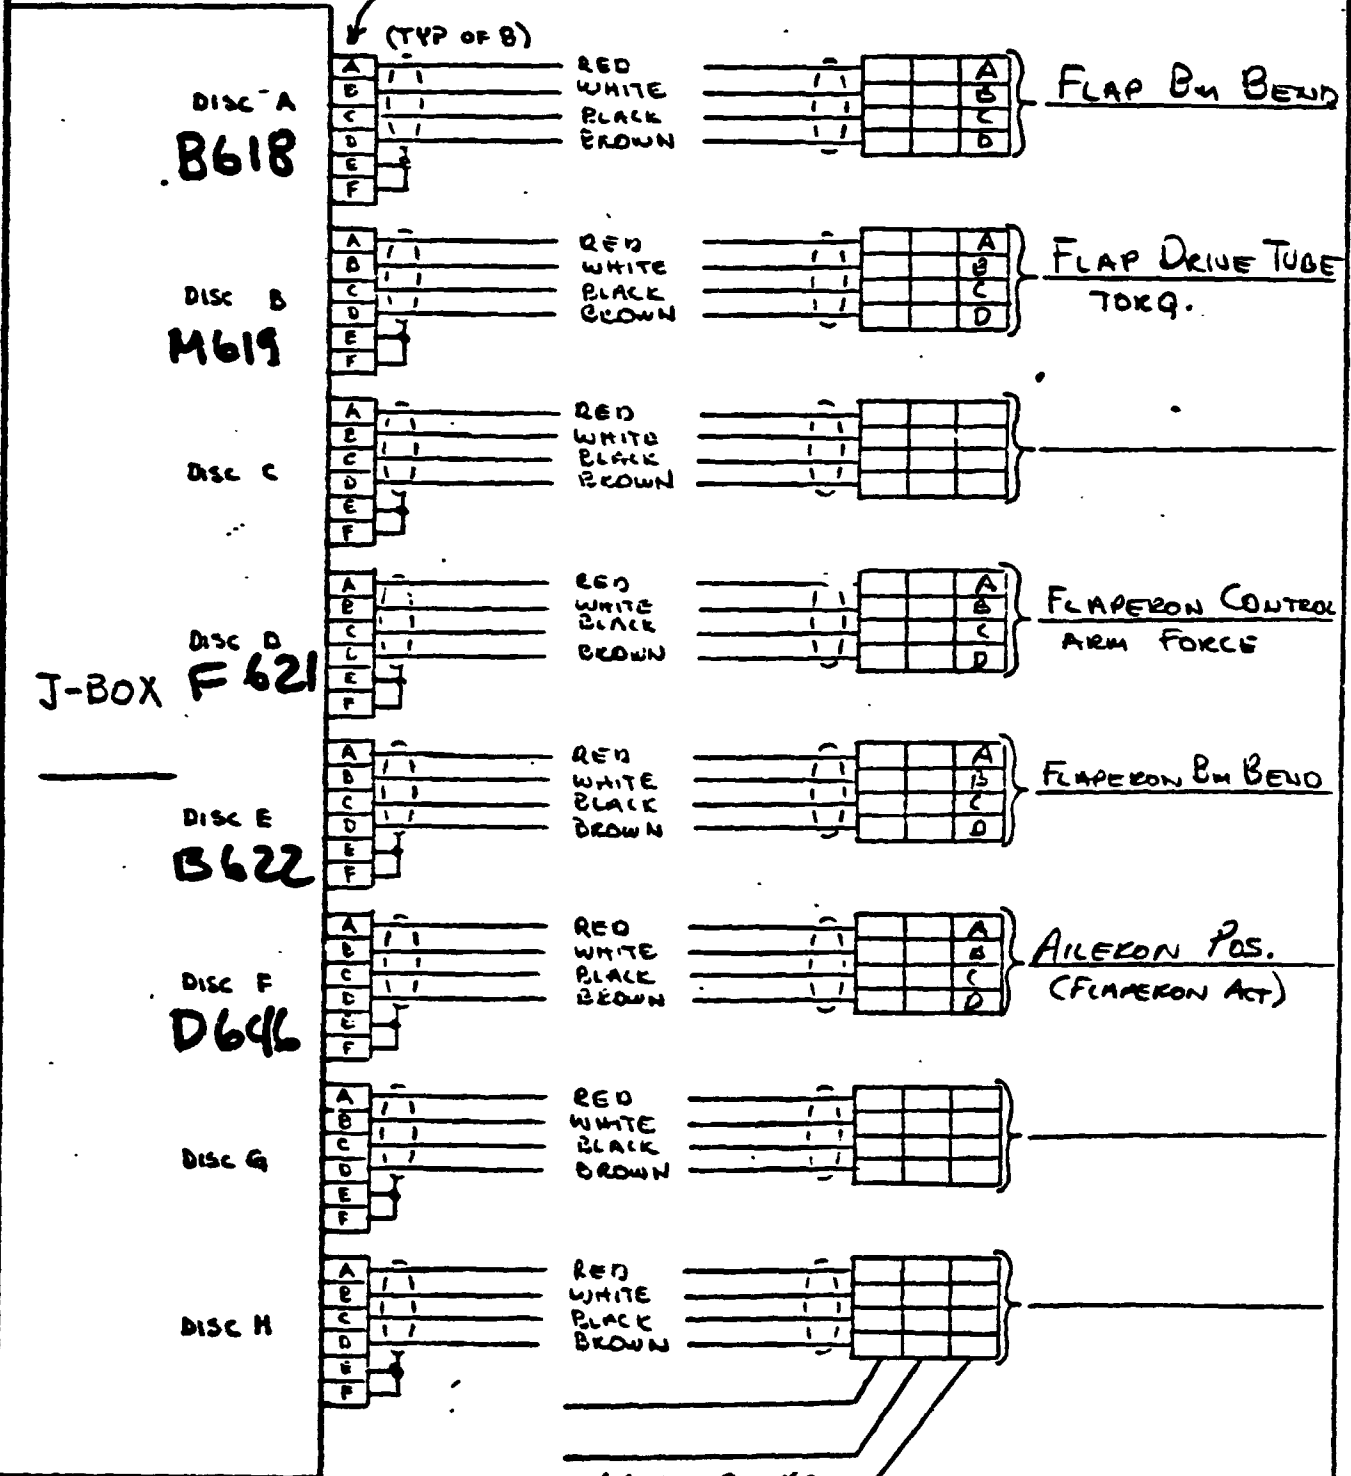 (TYP OF 8)
DISC A
B618
A
B
C
D
E
F
RED
WHITE
BLACK
BROWN
A
B
C
D
FLAP BM BEND
DISC B
M619
A
B
C
D
E
F
RED
WHITE
BLACK
BROWN
A
B
C
D
FLAP DRIVE TUBE
TORQ.
DISC C
A
B
C
D
E
F
RED
WHITE
BLACK
BROWN
J-BOX
DISC D
F621
A
B
C
E
F
RED
WHITE
BLACK
BROWN
A
B
C
D
FLAPERON CONTROL
ARM FORCE
DISC E
B622
A
B
C
D
E
F
RED
WHITE
BLACK
BROWN
A
B
C
D
FLAPERON BM BEND
DISC F
D646
A
B
C
D
E
F
RED
WHITE
BLACK
BROWN
A
B
C
D
AILERON POS.
(FLAPERON ACT)
DISC G
A
B
C
D
E
F
RED
WHITE
BLACK
BROWN
DISC H
A
B
C
D
E
F
RED
WHITE
BLACK
BROWN